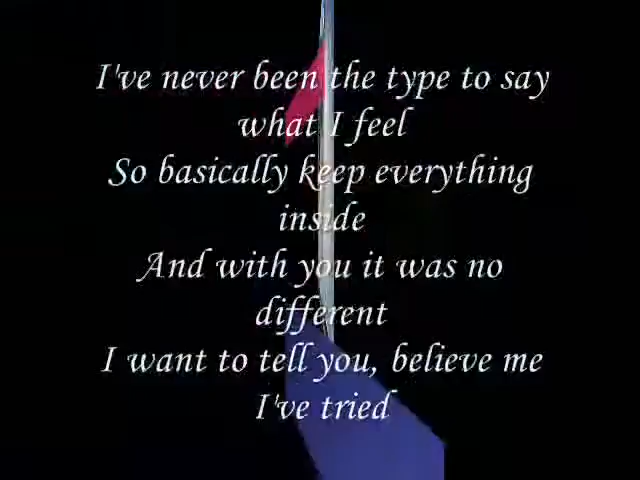 I've never been the type to say
what I feel
So basically keep everything
inside
And with you it was no
different
I want to tell you, believe me
I've tried